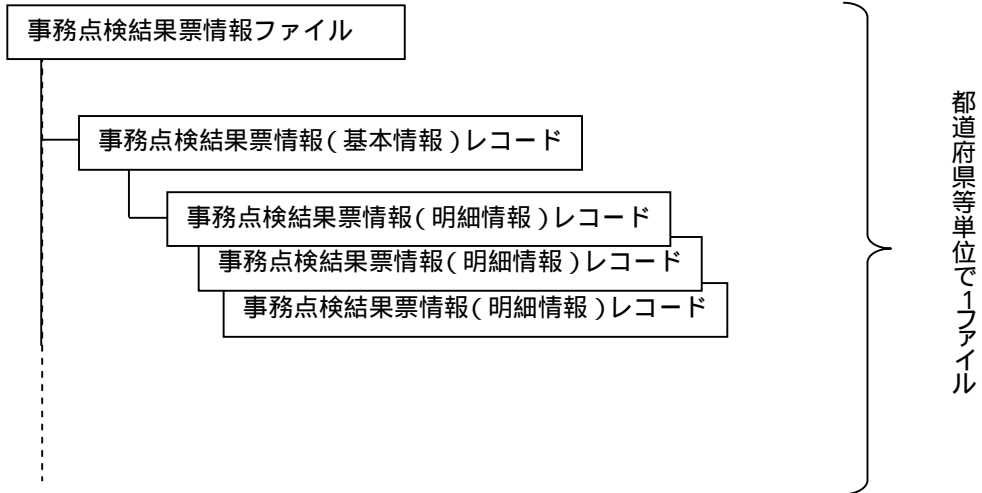 事務点検結果票情報ファイル
事務点検結果票情報(基本情報)レコード
事務点検結果票情報(明細情報)レコード
事務点検結果票情報(明細情報)レコード
事務点検結果票情報(明細情報)レコード
都道府県等単位で1ファイル